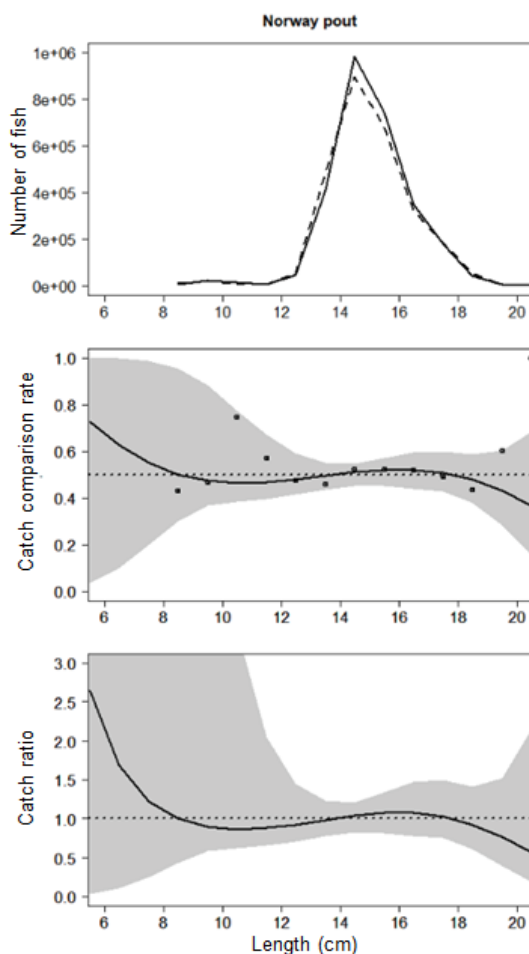 Norway pout
Number of fish
1e+06
8e+05
6e+05
4e+05
2e+05
0e+00
6 8 10 12 14 16 18 20
Catch comparison rate
1.0
0.8
0.6
0.4
0.2
0.0
6 8 10 12 14 16 18 20
Catch ratio
3.0
2.5
2.0
1.5
1.0
0.5
0.0
6 8 10 12 14 16 18 20
Length (cm)